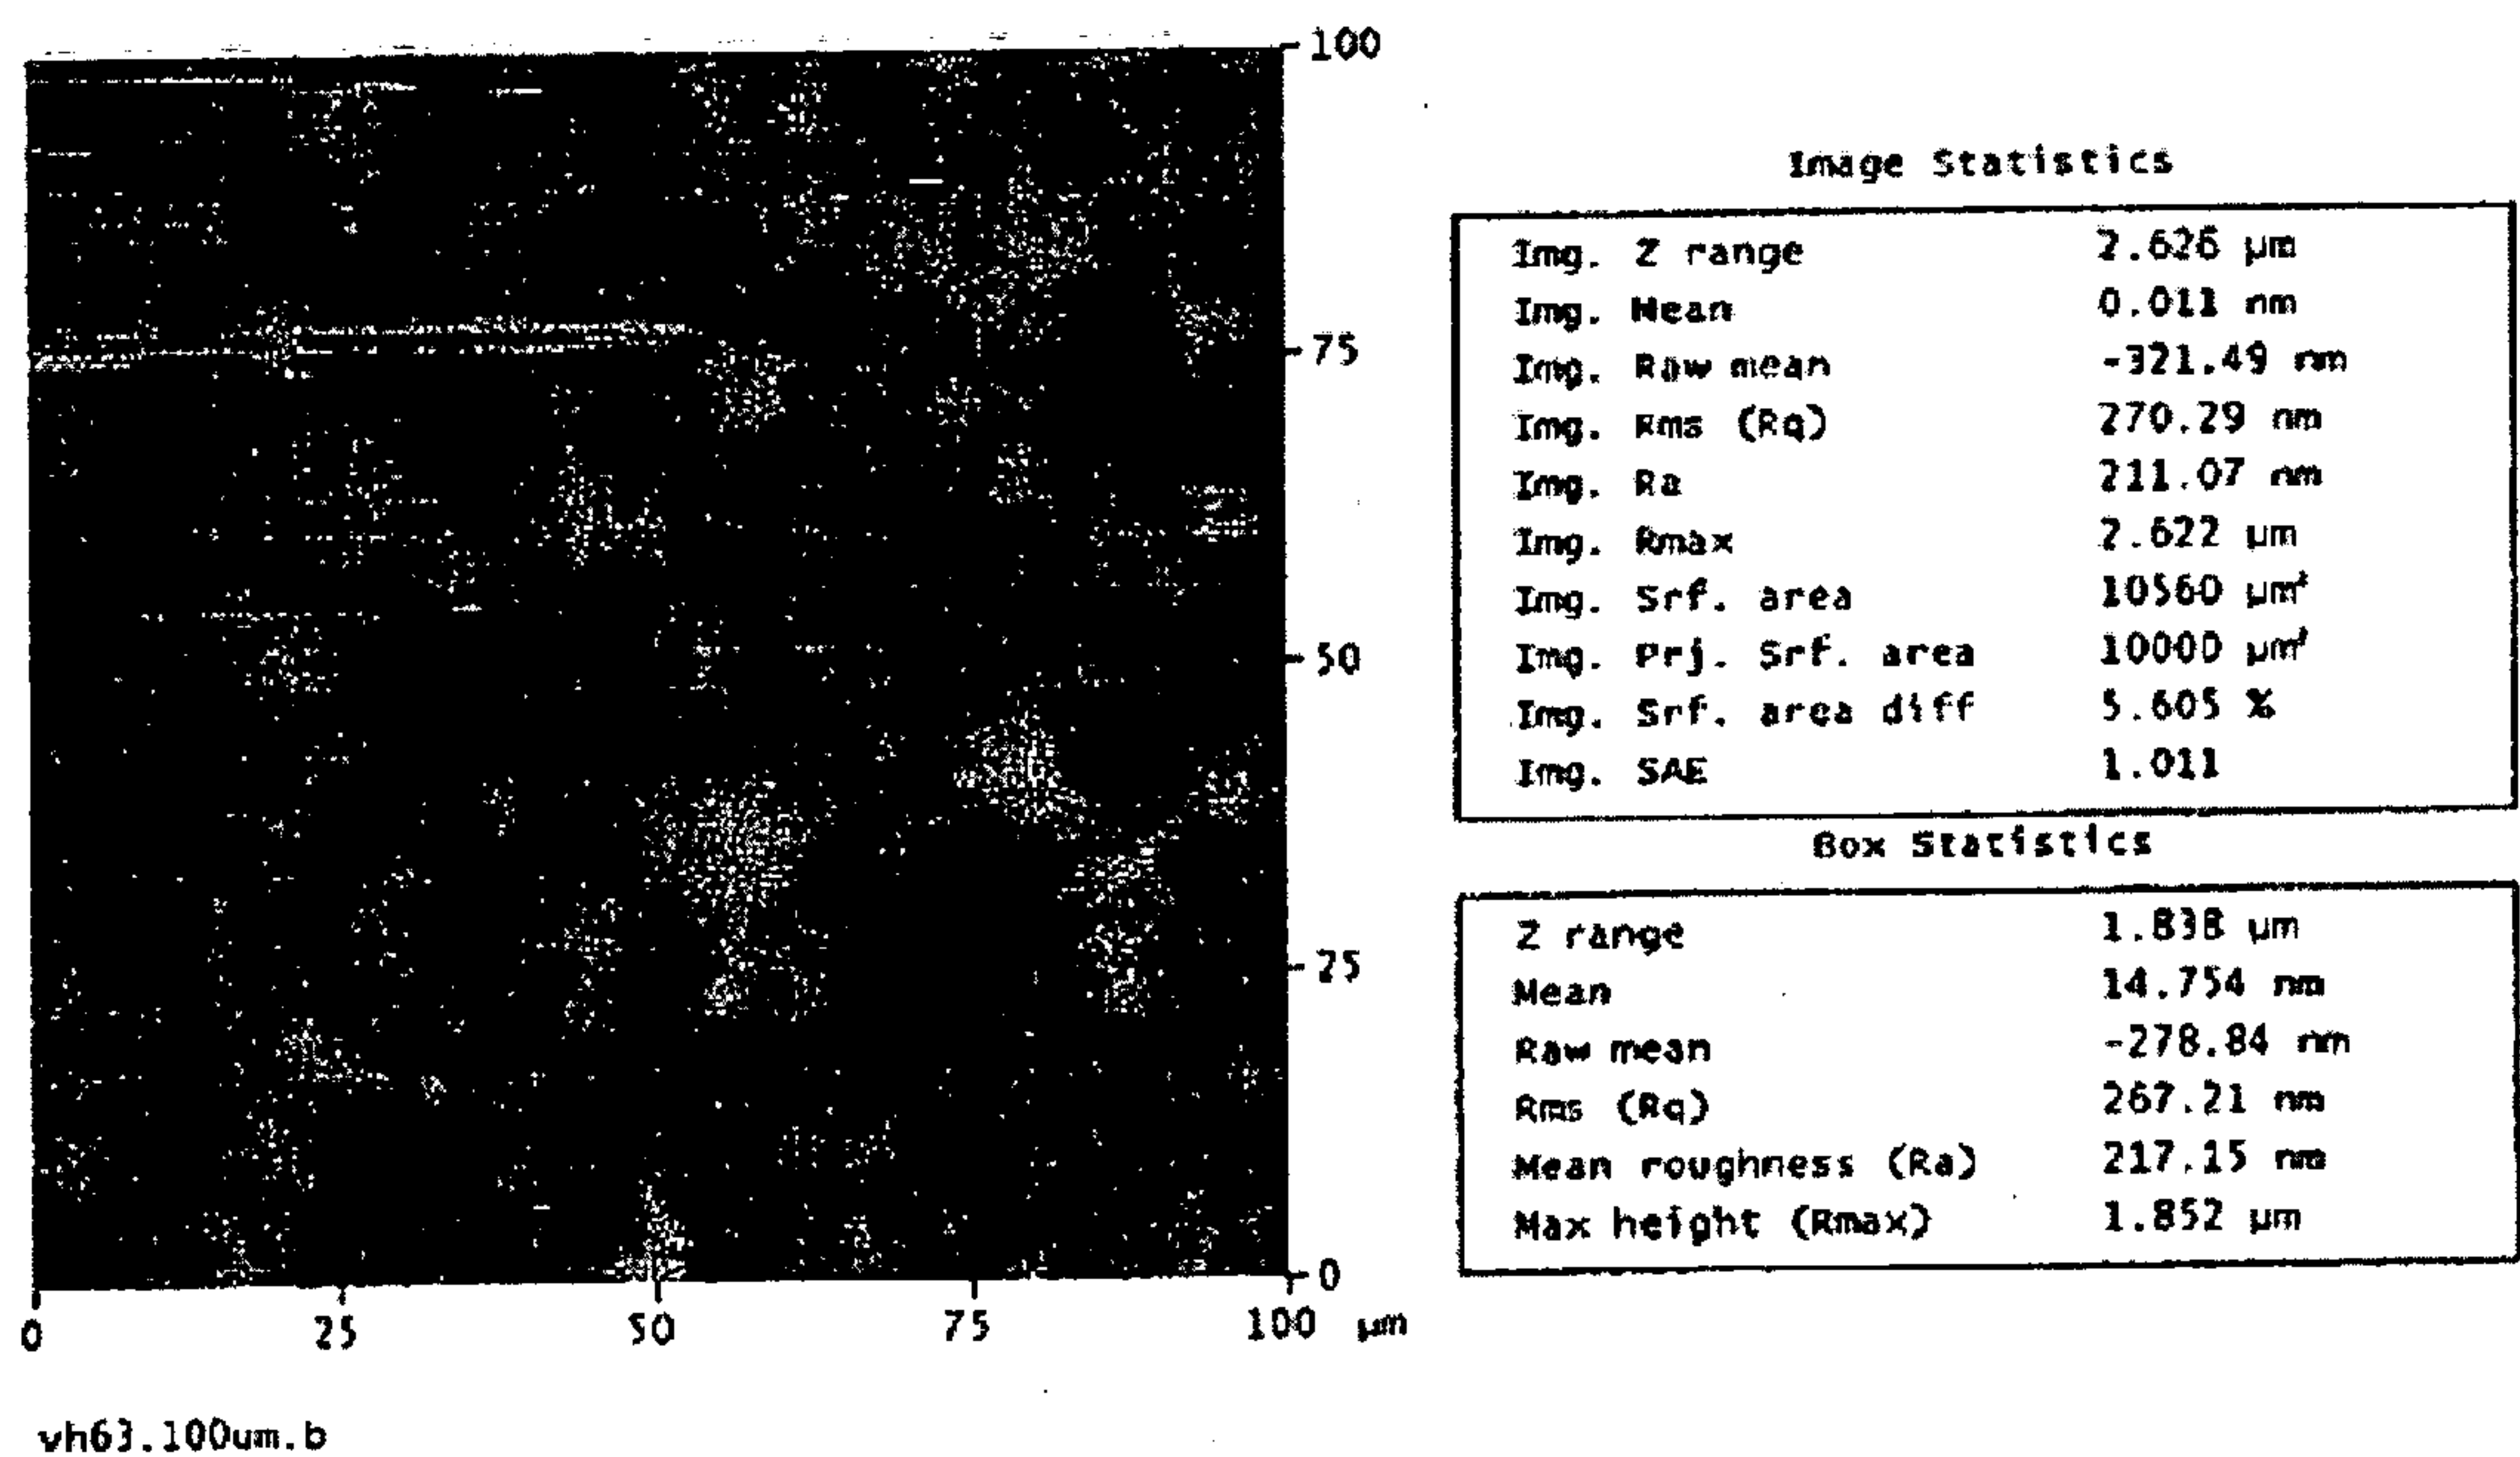 100
75
50
25
0
0 25 50 75 100 µm
vh63.100um.b
Image Statistics
Img. Z range 2.626 µm
Img. Mean 0.011 nm
Img. Raw mean -321.49 nm
Img. Rms (Rq) 270.29 nm
Img. Ra 211.07 nm
Img. Rmax 2.622 µm
Img. Srf. area 10560 µm²
Img. Prj. Srf. area 10000 µm²
Img. Srf. area diff 5.605 %
Img. SAE 1.011
Box Statistics
Z range 1.838 µm
Mean 14.754 nm
Raw mean -278.84 nm
Rms (Rq) 267.21 nm
Mean roughness (Ra) 217.15 nm
Max height (Rmax) 1.852 µm